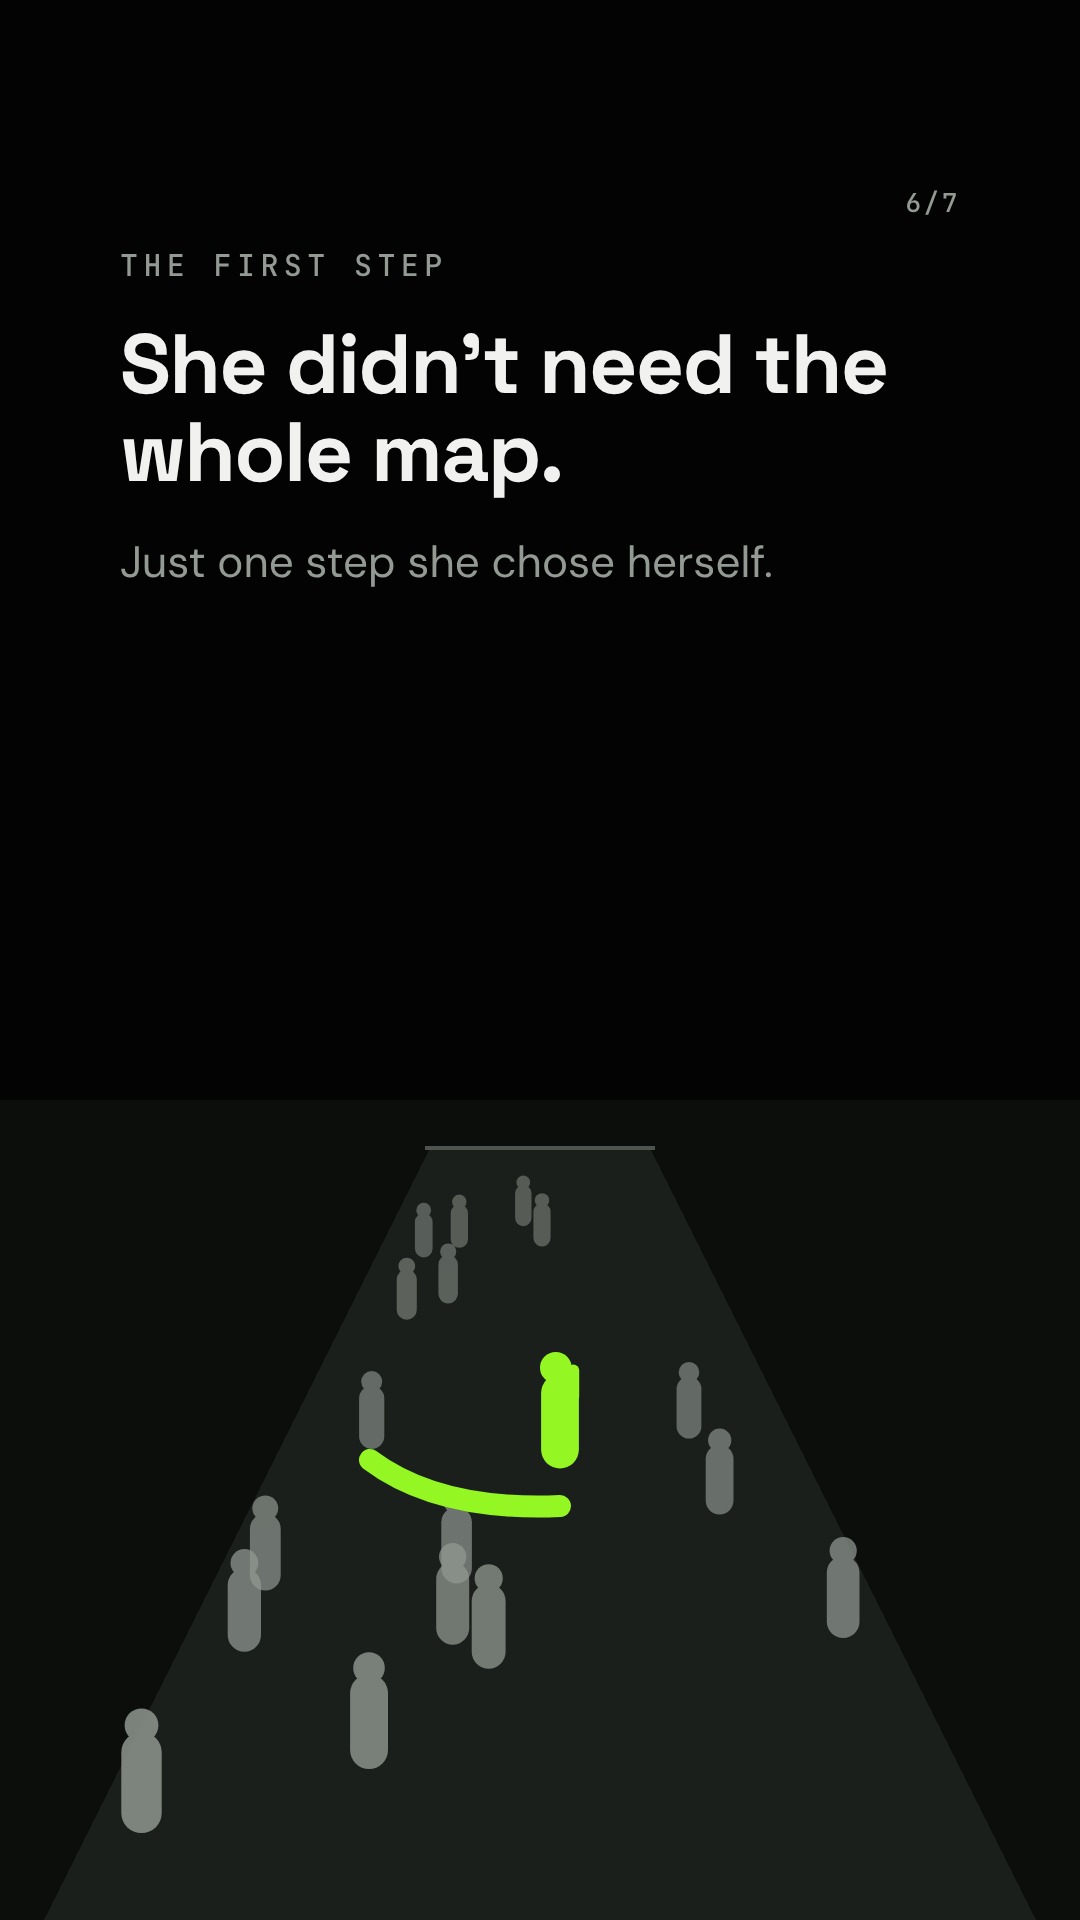 6/7
THE FIRST STEP
She didn’t need the
whole map.
Just one step she chose herself.